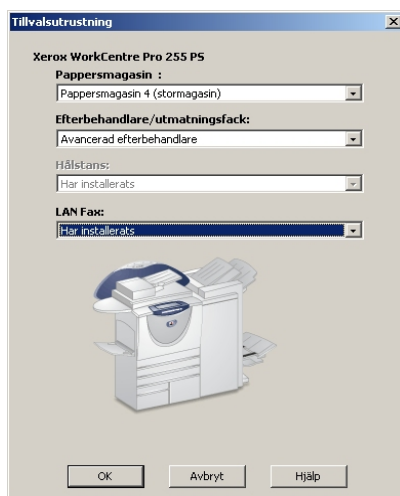 Tillvalsutrustning
Xerox WorkCentre Pro 255 PS
Pappersmagasin :
Pappersmagasin 4 (stormagasin)
Efterbehandlare/utmatningsfack:
Avancerad efterbehandlare
Hålstans:
Har installerats
LAN Fax:
Har installerats
OK Avbryt Hjälp